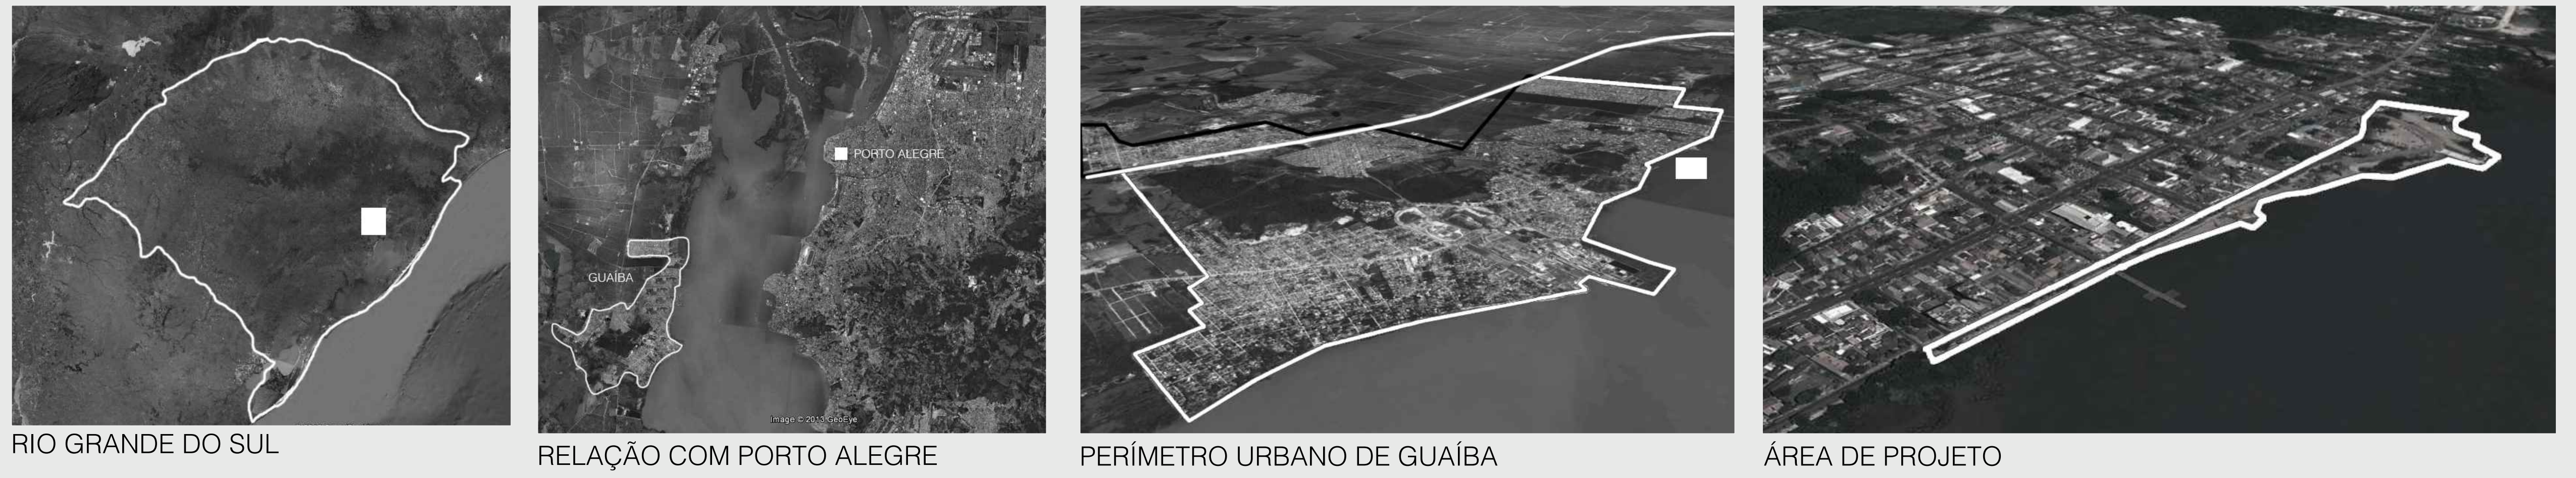 PORTO ALEGRE
GUAÍBA
Image © 2013 GeoEye
RIO GRANDE DO SUL
RELAÇÃO COM PORTO ALEGRE
PERÍMETRO URBANO DE GUAÍBA
ÁREA DE PROJETO